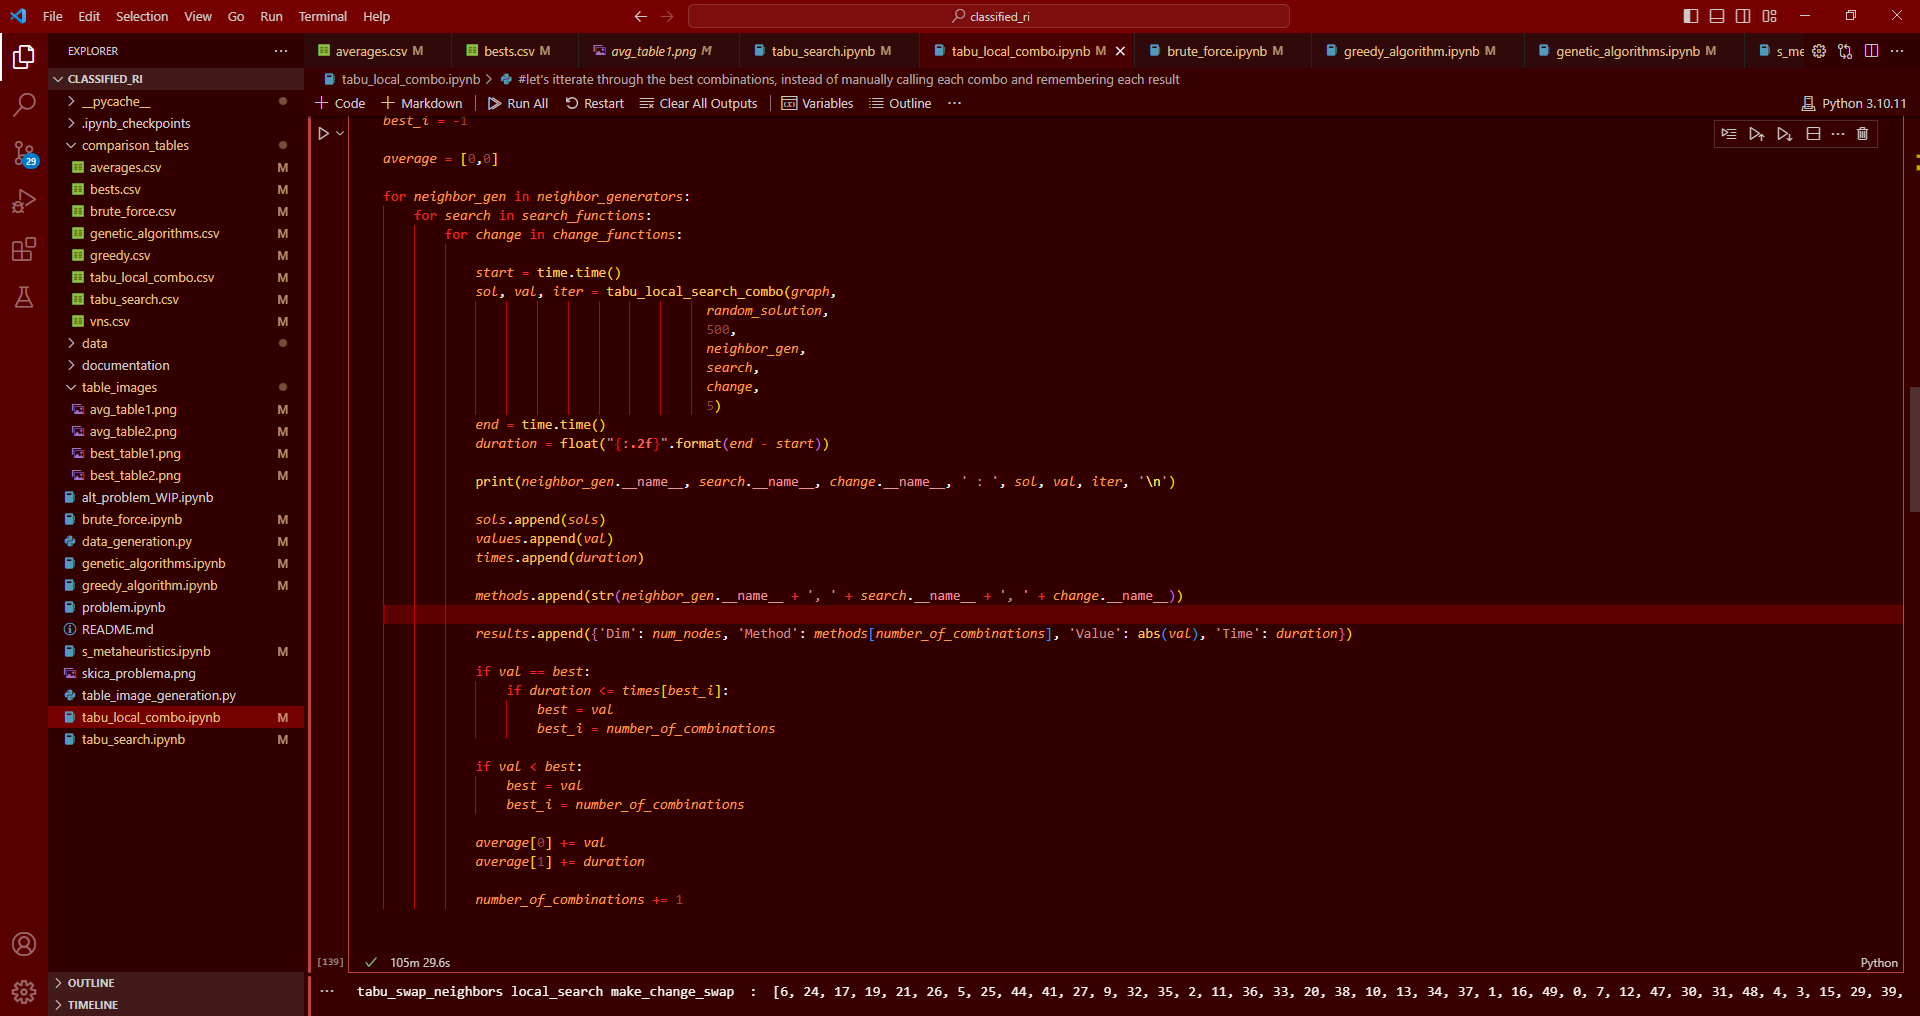 File Edit Selection View Go Run Terminal Help
classified_ri
EXPLORER
averages.csv M
bests.csv M
avg_table1.png M
tabu_search.ipynb M
tabu_local_combo.ipynb M
brute_force.ipynb M
greedy_algorithm.ipynb M
genetic_algorithms.ipynb M
s_me
CLASSIFIED_RI
tabu_local_combo.ipynb > #let's itterate through the best combinations, instead of manually calling each combo and remembering each result
Code Markdown Run All Restart Clear All Outputs Variables Outline
Python 3.10.11
__pycache__
.ipynb_checkpoints
comparison_tables
averages.csv M
bests.csv M
brute_force.csv M
genetic_algorithms.csv M
greedy.csv M
tabu_local_combo.csv M
tabu_search.csv M
vns.csv M
data
documentation
table_images
avg_table1.png M
avg_table2.png M
best_table1.png M
best_table2.png M
alt_problem_WIP.ipynb
brute_force.ipynb M
data_generation.py M
genetic_algorithms.ipynb M
greedy_algorithm.ipynb M
problem.ipynb
README.md
s_metaheuristics.ipynb M
skica_problema.png
table_image_generation.py
tabu_local_combo.ipynb M
tabu_search.ipynb M
29
OUTLINE
TIMELINE
best_i = -1
average = [0,0]
for neighbor_gen in neighbor_generators:
for search in search_functions:
for change in change_functions:
start = time.time()
sol, val, iter = tabu_local_search_combo(graph,
random_solution,
500,
neighbor_gen,
search,
change,
5)
end = time.time()
duration = float("{:.2f}".format(end - start))
print(neighbor_gen.__name__, search.__name__, change.__name__, ' : ', sol, val, iter, '\n')
sols.append(sols)
values.append(val)
times.append(duration)
methods.append(str(neighbor_gen.__name__ + ', ' + search.__name__ + ', ' + change.__name__))
results.append({'Dim': num_nodes, 'Method': methods[number_of_combinations], 'Value': abs(val), 'Time': duration})
if val == best:
if duration <= times[best_i]:
best = val
best_i = number_of_combinations
if val < best:
best = val
best_i = number_of_combinations
average[0] += val
average[1] += duration
number_of_combinations += 1
[139] 105m 29.6s
Python
tabu_swap_neighbors local_search make_change_swap : [6, 24, 17, 19, 21, 26, 5, 25, 44, 41, 27, 9, 32, 35, 2, 11, 36, 33, 20, 38, 10, 13, 34, 37, 1, 16, 49, 0, 7, 12, 47, 30, 31, 48, 4, 3, 15, 29, 39,